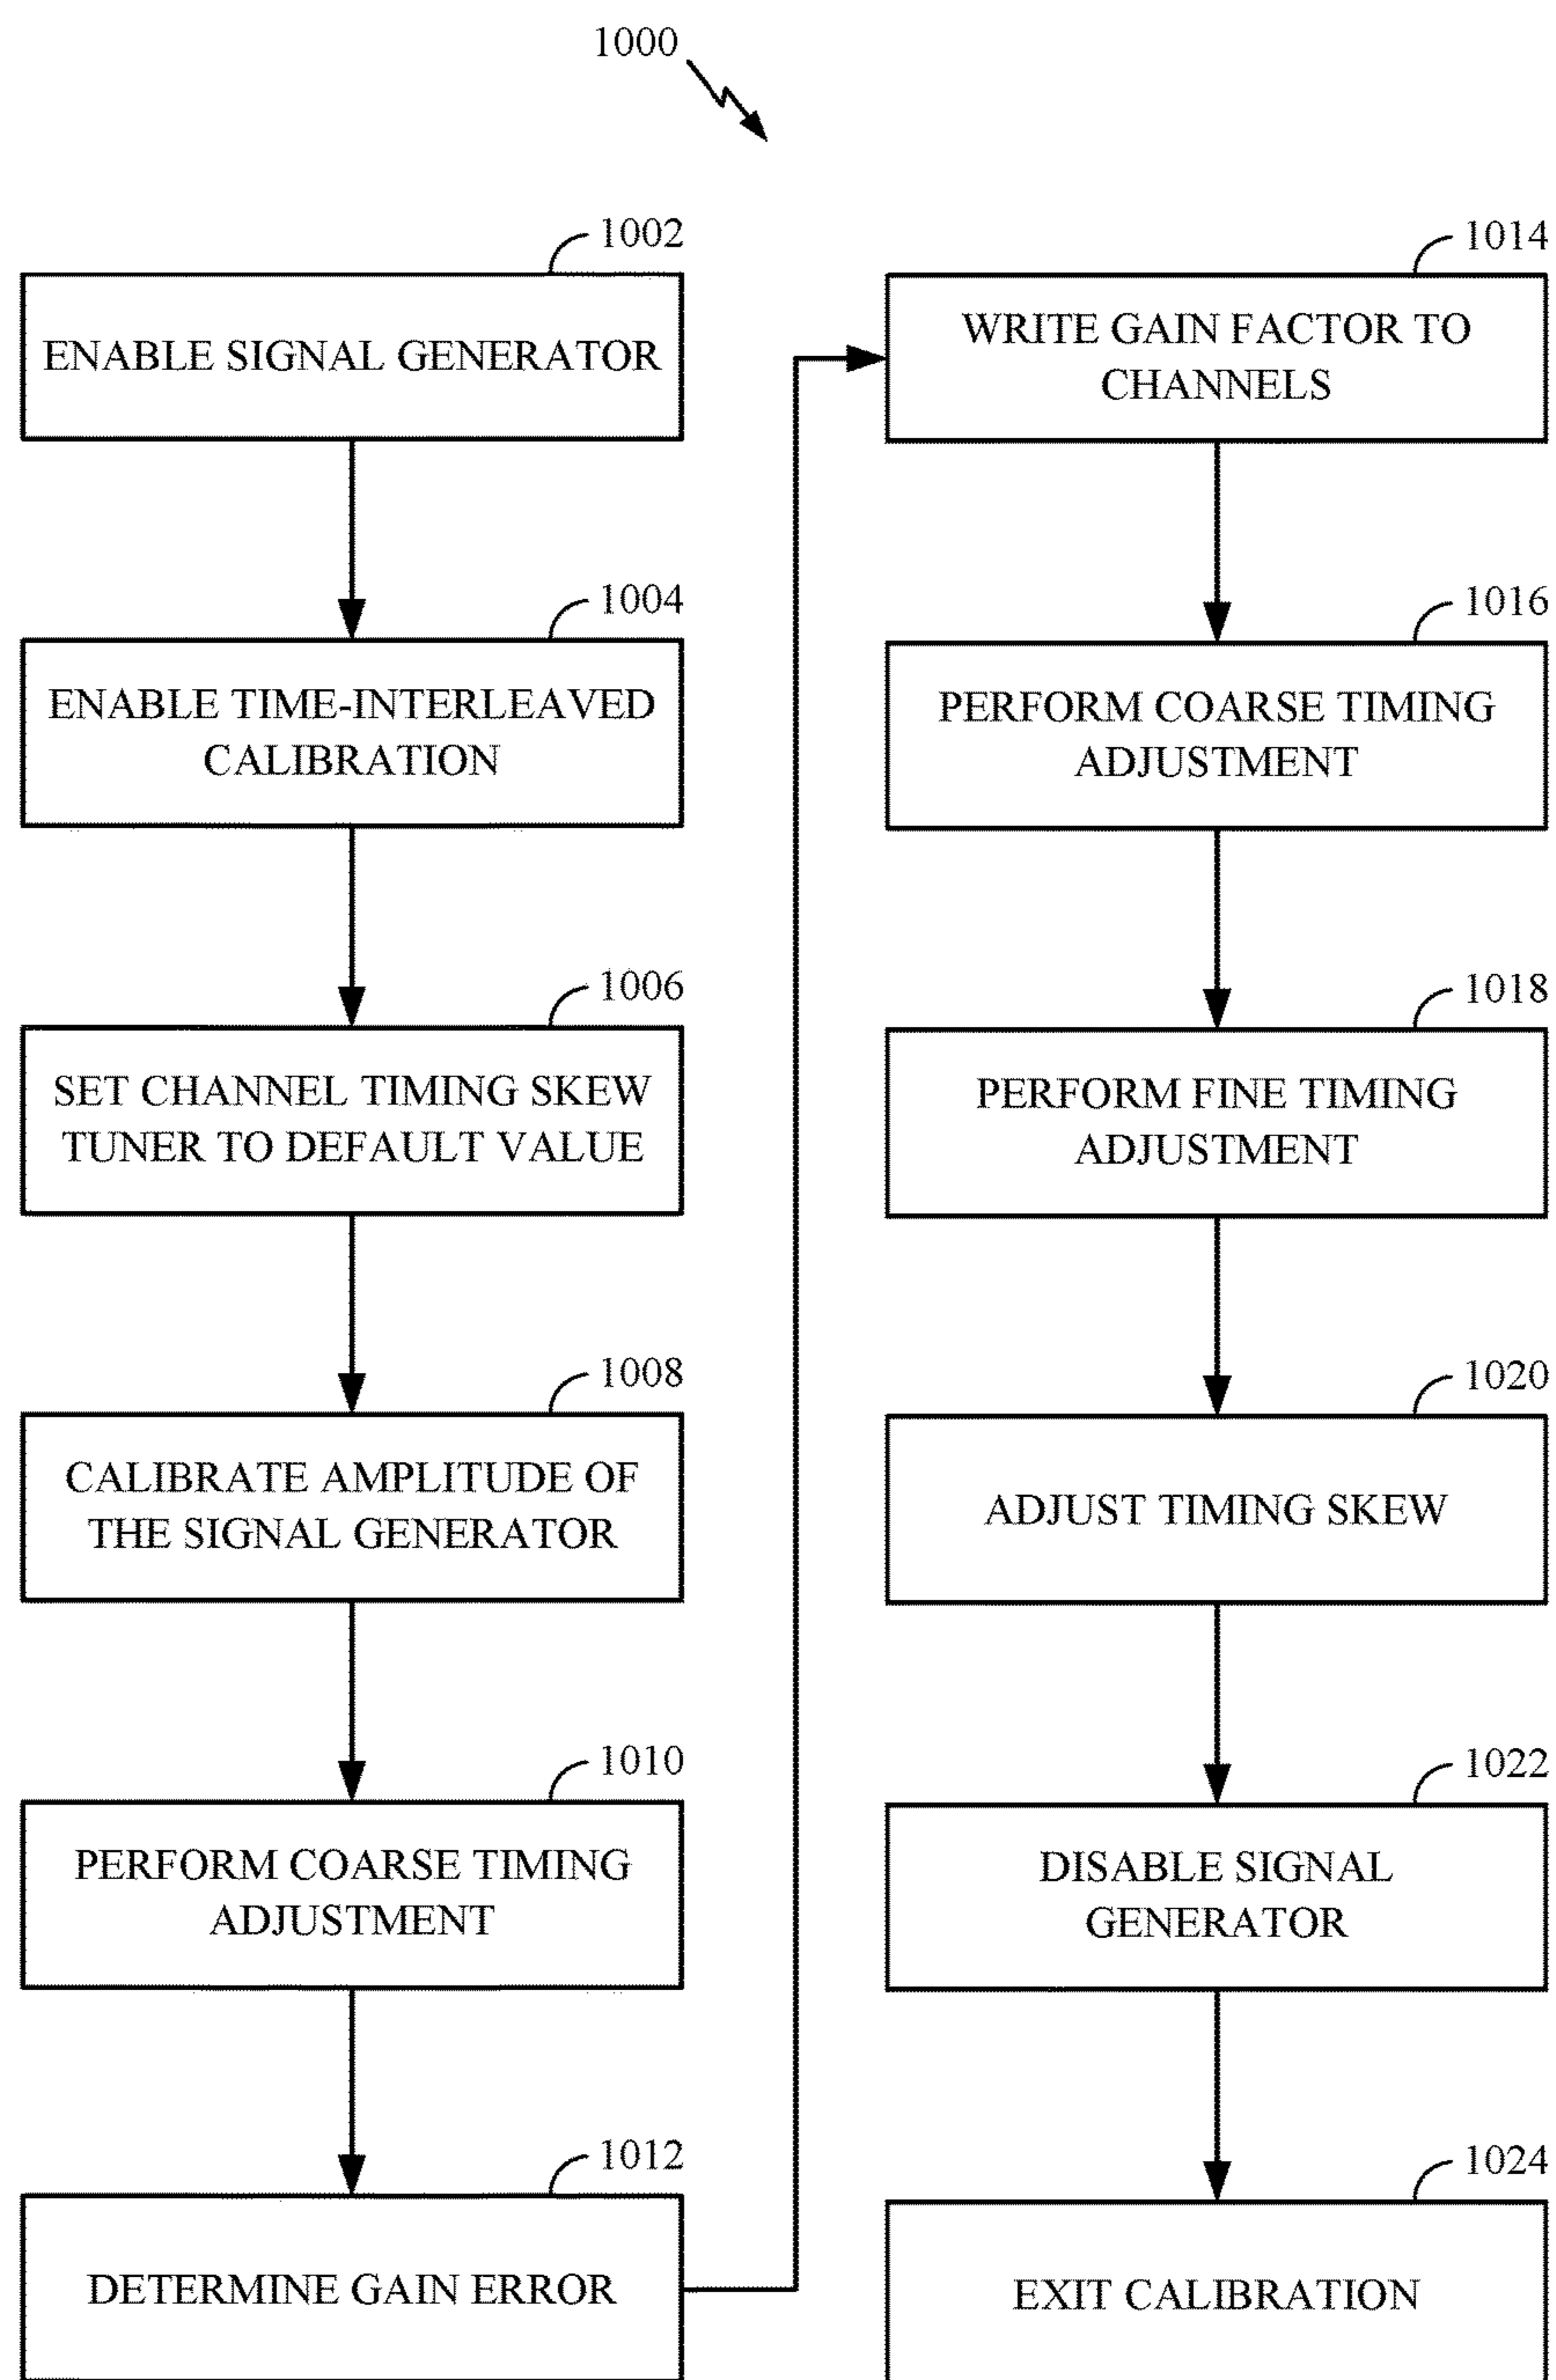 1000
1002
ENABLE SIGNAL GENERATOR
1004
ENABLE TIME-INTERLEAVED
CALIBRATION
1006
SET CHANNEL TIMING SKEW
TUNER TO DEFAULT VALUE
1008
CALIBRATE AMPLITUDE OF
THE SIGNAL GENERATOR
1010
PERFORM COARSE TIMING
ADJUSTMENT
1012
DETERMINE GAIN ERROR
1014
WRITE GAIN FACTOR TO
CHANNELS
1016
PERFORM COARSE TIMING
ADJUSTMENT
1018
PERFORM FINE TIMING
ADJUSTMENT
1020
ADJUST TIMING SKEW
1022
DISABLE SIGNAL
GENERATOR
1024
EXIT CALIBRATION